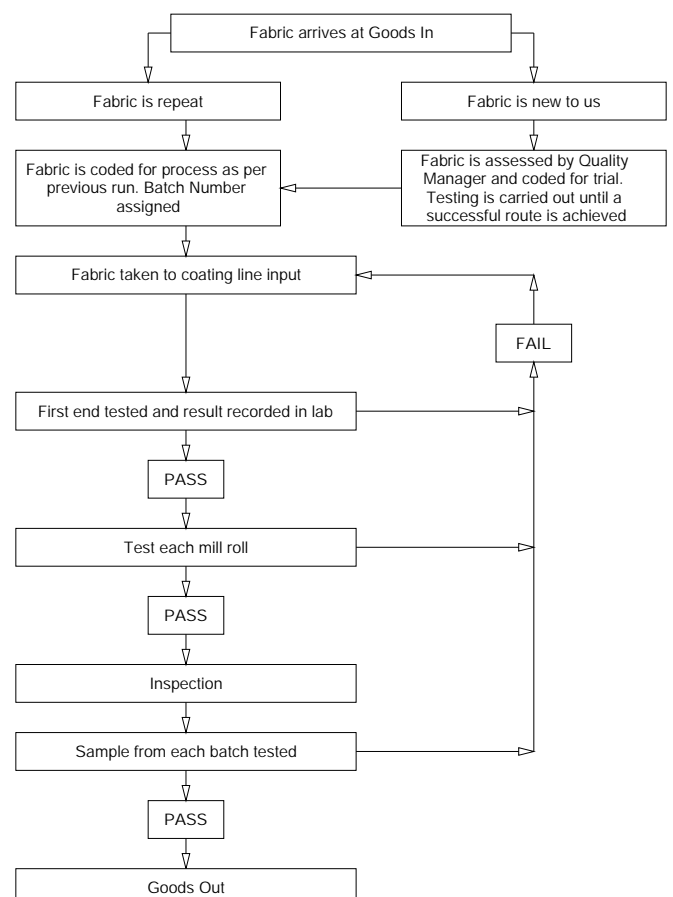 Fabric arrives at Goods In
Fabric is repeat
Fabric is new to us
Fabric is coded for process as per
previous run. Batch Number
assigned
Fabric is assessed by Quality
Manager and coded for trial.
Testing is carried out until a
successful route is achieved
Fabric taken to coating line input
FAIL
First end tested and result recorded in lab
PASS
Test each mill roll
PASS
Inspection
Sample from each batch tested
PASS
Goods Out